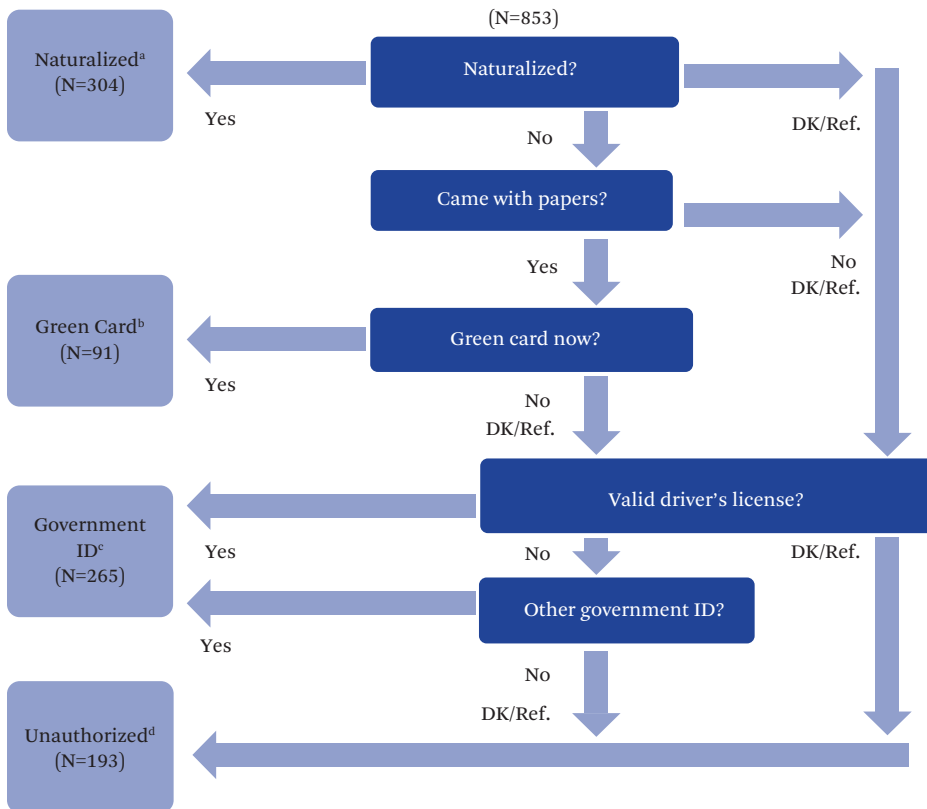 (N=853)
Naturalized?
Naturalizedᵃ
(N=304)
Yes
DK/Ref.
No
Came with papers?
No
DK/Ref.
Yes
Green card now?
Green Cardᵇ
(N=91)
Yes
No
DK/Ref.
Valid driver’s license?
Government
IDᶜ
(N=265)
Yes
No
DK/Ref.
Other government ID?
Yes
No
DK/Ref.
Unauthorizedᵈ
(N=193)